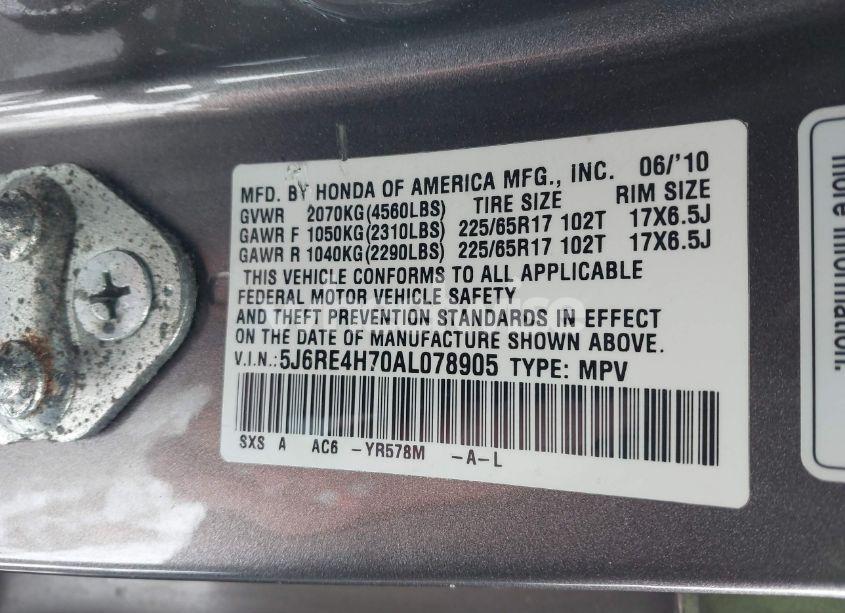 MFD. BY HONDA OF AMERICA MFG., INC. 06/'10
GVWR 2070KG(4560LBS) TIRE SIZE RIM SIZE
GAWR F 1050KG(2310LBS) 225/65R17 102T 17X6.5J
GAWR R 1040KG(2290LBS) 225/65R17 102T 17X6.5J
THIS VEHICLE CONFORMS TO ALL APPLICABLE
FEDERAL MOTOR VEHICLE SAFETY
AND THEFT PREVENTION STANDARDS IN EFFECT
ON THE DATE OF MANUFACTURE SHOWN ABOVE.
V.I.N.: 5J6RE4H70AL078905 TYPE: MPV
SXS A AC6 -YR578M -A-L
more information.